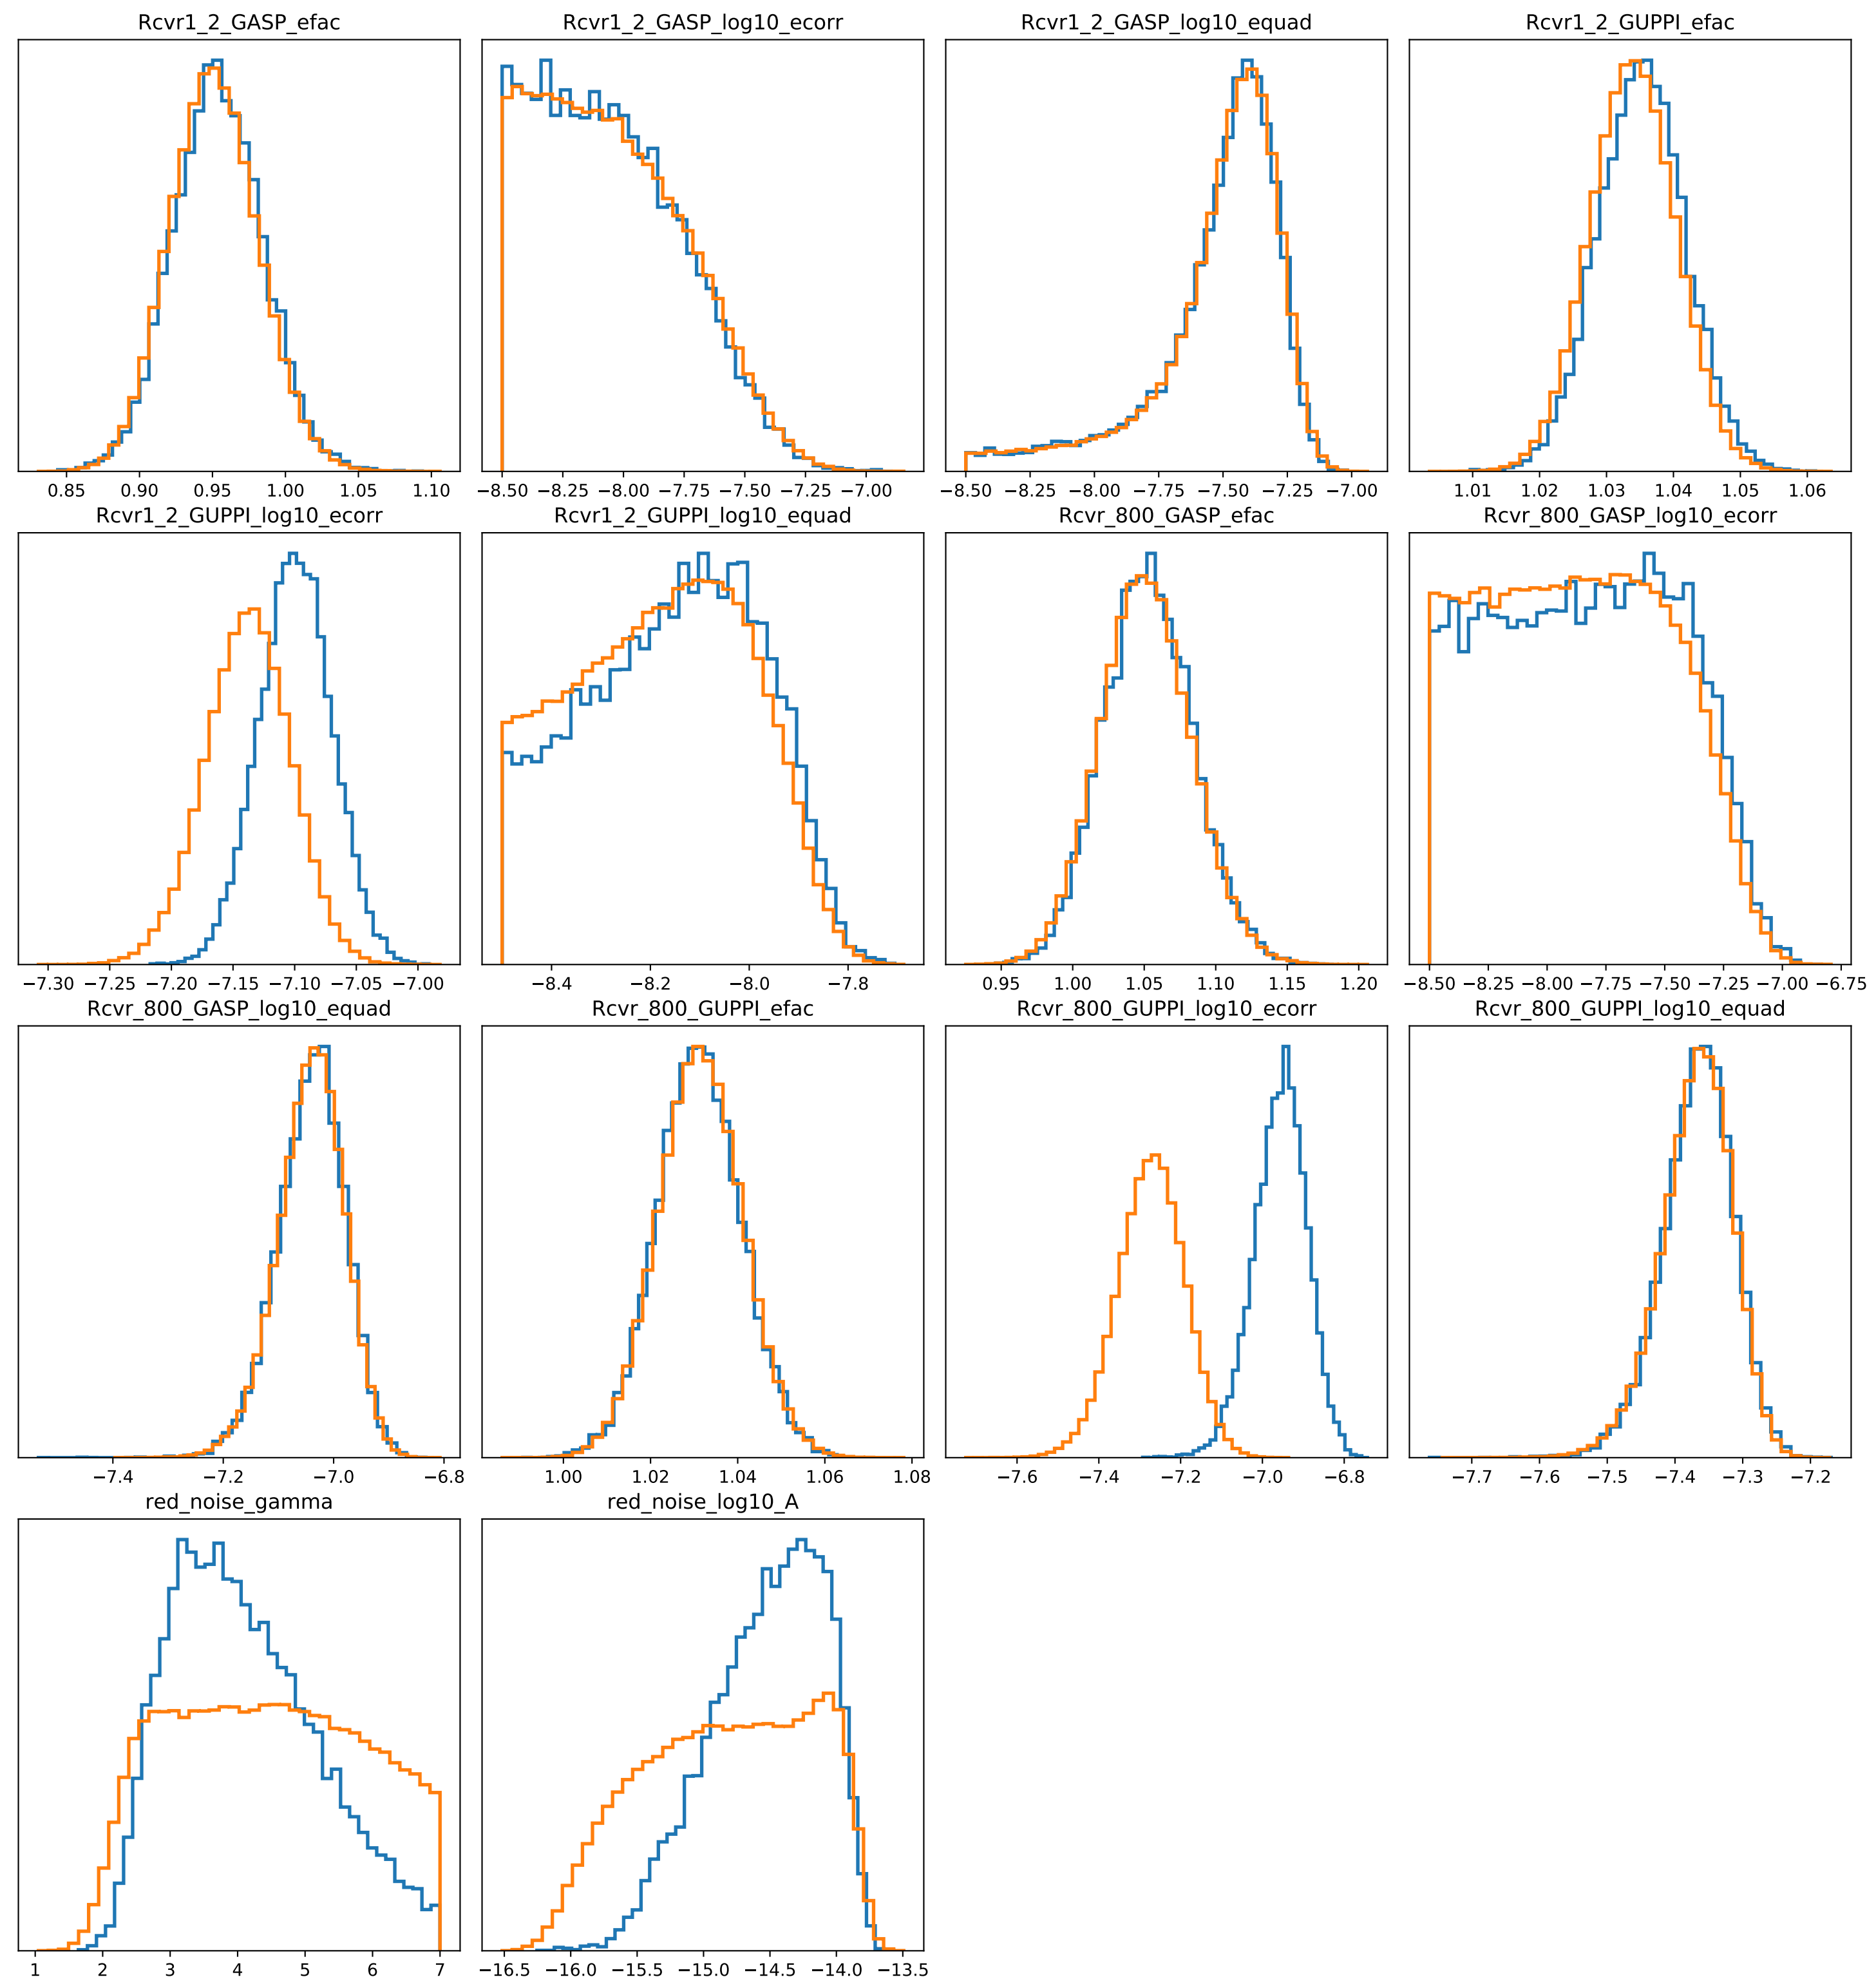 Rcvr1_2_GASP_efac Rcvr1_2_GASP_log10_ecorr Rcvr1_2_GASP_log10_equad Rcvr1_2_GUPPI_efac
0.85 0.90 0.95 1.00 1.05 1.10 −8.50 −8.25 −8.00 −7.75 −7.50 −7.25 −7.00 −8.50 −8.25 −8.00 −7.75 −7.50 −7.25 −7.00 1.01 1.02 1.03 1.04 1.05 1.06
Rcvr1_2_GUPPI_log10_ecorr Rcvr1_2_GUPPI_log10_equad Rcvr_800_GASP_efac Rcvr_800_GASP_log10_ecorr
−7.30 −7.25 −7.20 −7.15 −7.10 −7.05 −7.00 −8.4 −8.2 −8.0 −7.8 0.95 1.00 1.05 1.10 1.15 1.20 −8.50 −8.25 −8.00 −7.75 −7.50 −7.25 −7.00 −6.75
Rcvr_800_GASP_log10_equad Rcvr_800_GUPPI_efac Rcvr_800_GUPPI_log10_ecorr Rcvr_800_GUPPI_log10_equad
−7.4 −7.2 −7.0 −6.8 1.00 1.02 1.04 1.06 1.08 −7.6 −7.4 −7.2 −7.0 −6.8 −7.7 −7.6 −7.5 −7.4 −7.3 −7.2
red_noise_gamma red_noise_log10_A
1 2 3 4 5 6 7 −16.5 −16.0 −15.5 −15.0 −14.5 −14.0 −13.5